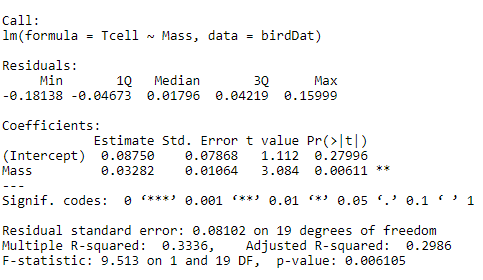 Call:
lm(formula = Tcell ~ Mass, data = birdDat)
Residuals:
Min 1Q Median 3Q Max
-0.18138 -0.04673 0.01796 0.04219 0.15999
Coefficients:
Estimate Std. Error t value Pr(>|t|)
(Intercept) 0.08750 0.07868 1.112 0.27996
Mass 0.03282 0.01064 3.084 0.00611 **
---
Signif. codes: 0 ‘***’ 0.001 ‘**’ 0.01 ‘*’ 0.05 ‘.’ 0.1 ‘ ’ 1
Residual standard error: 0.08102 on 19 degrees of freedom
Multiple R-squared: 0.3336, Adjusted R-squared: 0.2986
F-statistic: 9.513 on 1 and 19 DF, p-value: 0.006105